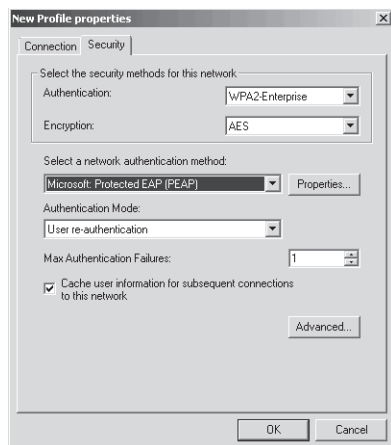 New Profile properties
Connection Security
Select the security methods for this network
Authentication: WPA2-Enterprise
Encryption: AES
Select a network authentication method:
Microsoft: Protected EAP (PEAP) Properties...
Authentication Mode:
User re-authentication
Max Authentication Failures: 1
Cache user information for subsequent connections
to this network
Advanced...
OK Cancel